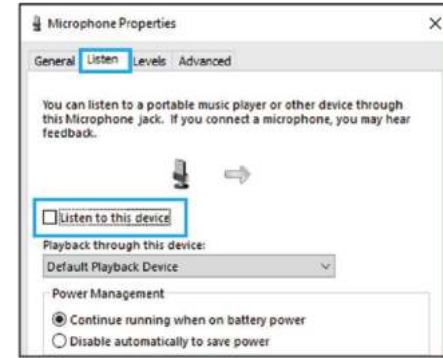 Microphone Properties
General Listen Levels Advanced
You can listen to a portable music player or other device through
this Microphone jack. If you connect a microphone, you may hear
feedback.
Listen to this device
Playback through this device:
Default Playback Device
Power Management
Continue running when on battery power
Disable automatically to save power